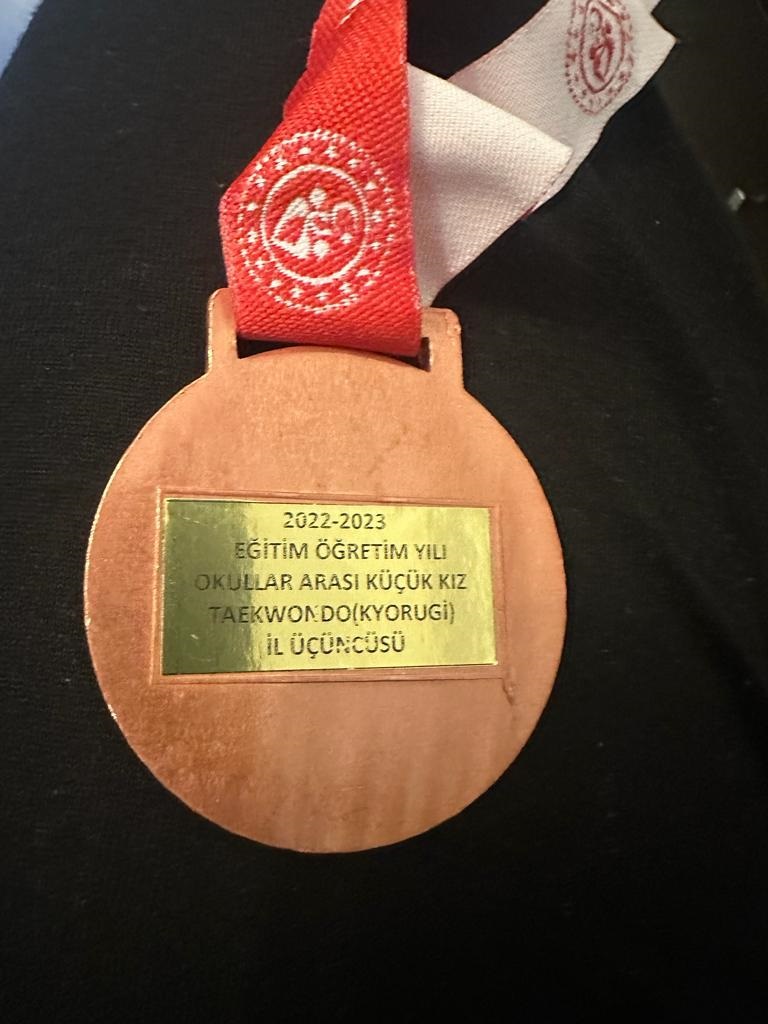 2022-2023
EĞİTİM ÖĞRETİM YILI
OKULLAR ARASI KÜÇÜK KIZ
TAEKWONDO(KYORUGİ)
İL ÜÇÜNCÜSÜ